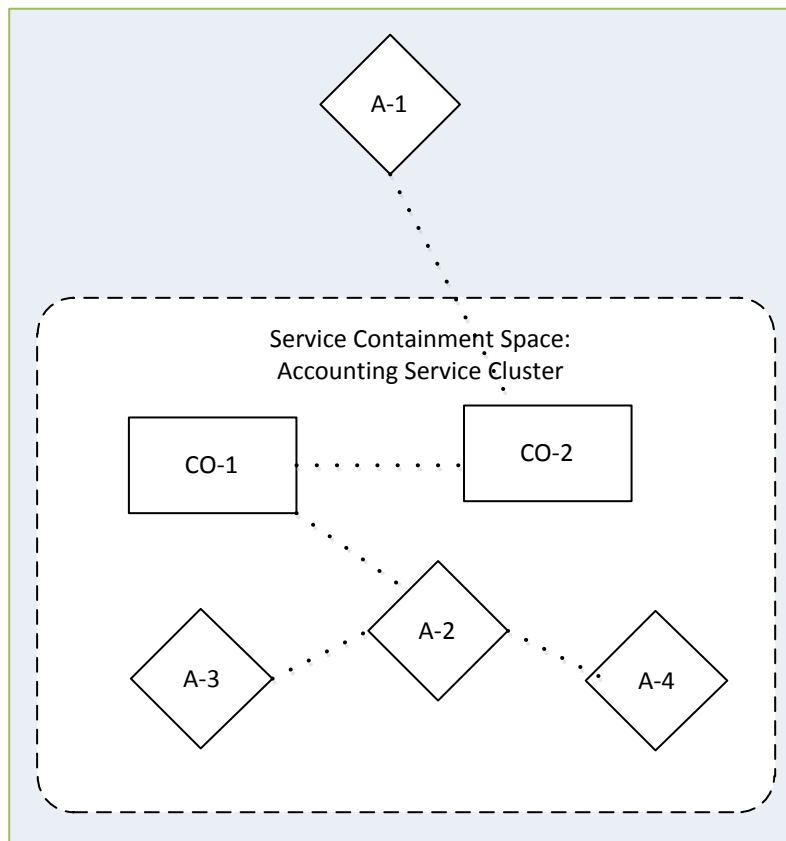 A-1
Service Containment Space:
Accounting Service Cluster
CO-1
CO-2
A-2
A-3
A-4